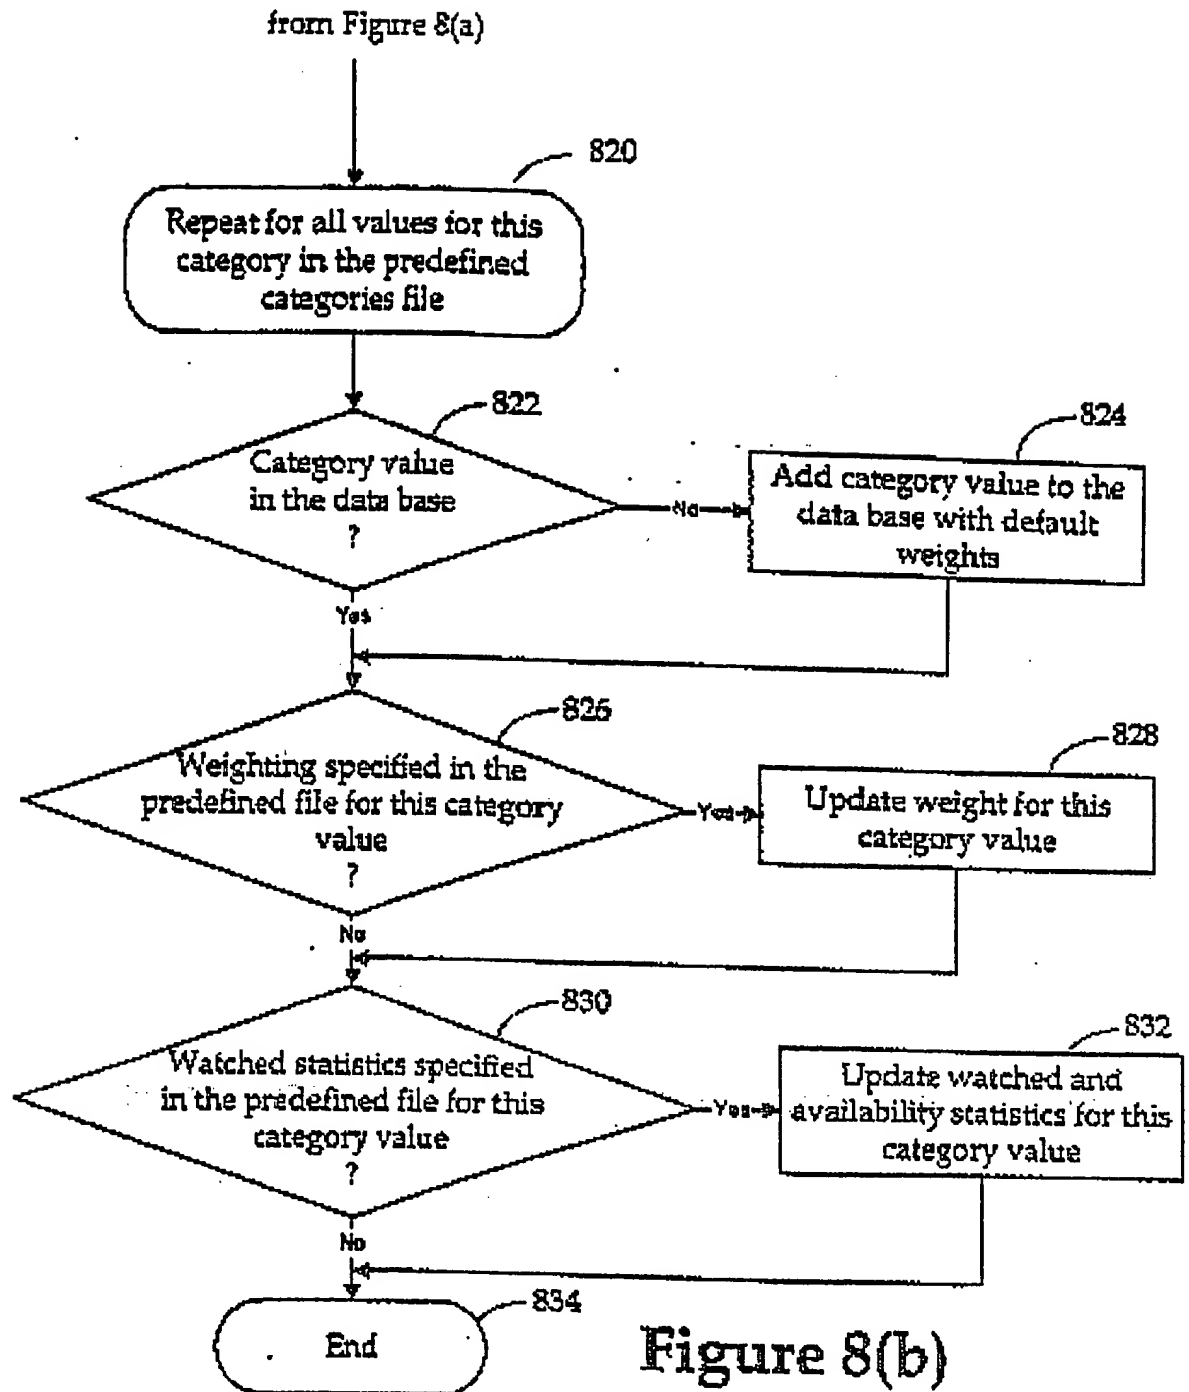 from Figure 8(a)
820
Repeat for all values for this
category in the predefined
categories file
822
Category value
in the data base
?
No
824
Add category value to the
data base with default
weights
Yes
826
Weighting specified in the
predefined file for this category
value
?
Yes
828
Update weight for this
category value
No
830
Watched statistics specified
in the predefined file for this
category value
?
Yes
832
Update watched and
availability statistics for this
category value
No
834
End
Figure 8(b)